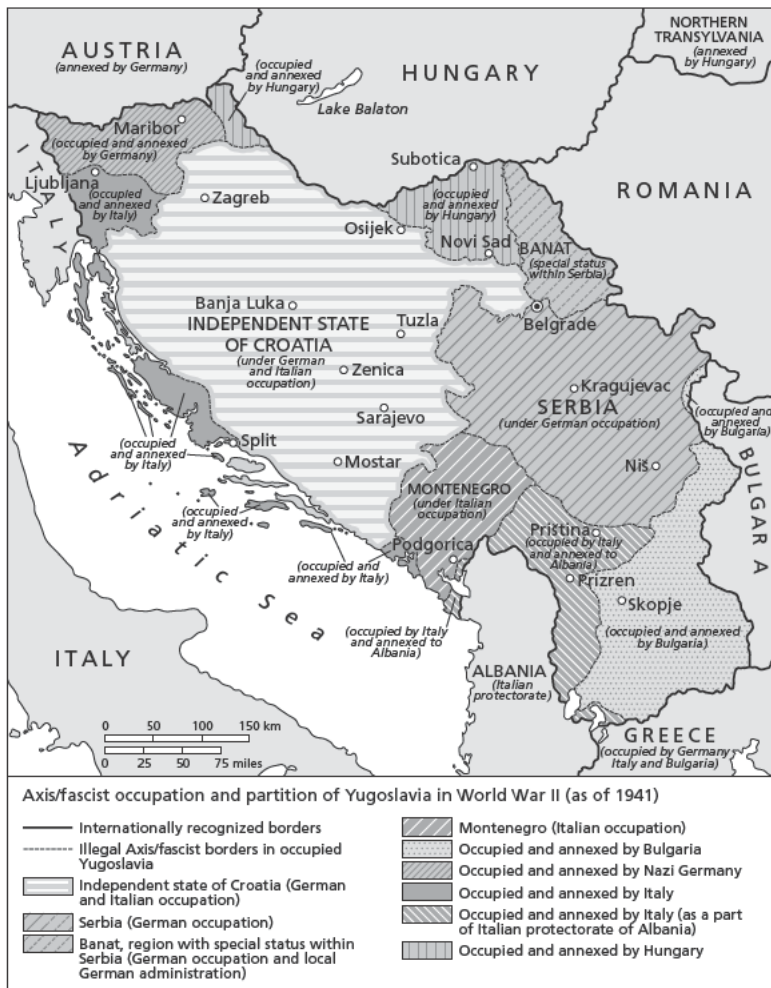 AUSTRIA
(annexed by Germany)
(occupied
and annexed
by Hungary)
HUNGARY
Lake Balaton
NORTHERN
TRANSYLVANIA
(annexed
by Hungary)
Maribor
(occupied and annexed
by Germany)
ITALY
Ljubljana
(occupied
and annexed
by Italy)
Zagreb
Subotica
(occupied
and annexed
by Hungary)
Osijek
Novi Sad
BANAT
(special status
within Serbia)
ROMANIA
Banja Luka
INDEPENDENT STATE
OF CROATIA
(under German
and Italian
occupation)
Tuzla
Belgrade
Zenica
Kragujevac
SERBIA
(under German occupation)
(occupied and
annexed
by Bulgaria)
Sarajevo
(occupied
and annexed
by Italy)
Split
Mostar
Niš
BULGAR A
Adriatic Sea
(occupied
and annexed
by Italy)
MONTENEGRO
(under Italian
occupation)
Priština
(occupied by Italy
and annexed to
Albania)
Podgorica
(occupied and
annexed by Italy)
Prizren
Skopje
(occupied and annexed
by Bulgaria)
(occupied by Italy
and annexed to
Albania)
ITALY
ALBANIA
(Italian
protectorate)
GREECE
(occupied by Germany
Italy and Bulgaria)
0 50 100 150 km
0 25 50 75 miles
Axis/fascist occupation and partition of Yugoslavia in World War II (as of 1941)
Internationally recognized borders
Illegal Axis/fascist borders in occupied
Yugoslavia
Independent state of Croatia (German
and Italian occupation)
Serbia (German occupation)
Banat, region with special status within
Serbia (German occupation and local
German administration)
Montenegro (Italian occupation)
Occupied and annexed by Bulgaria
Occupied and annexed by Nazi Germany
Occupied and annexed by Italy
Occupied and annexed by Italy (as a part
of Italian protectorate of Albania)
Occupied and annexed by Hungary